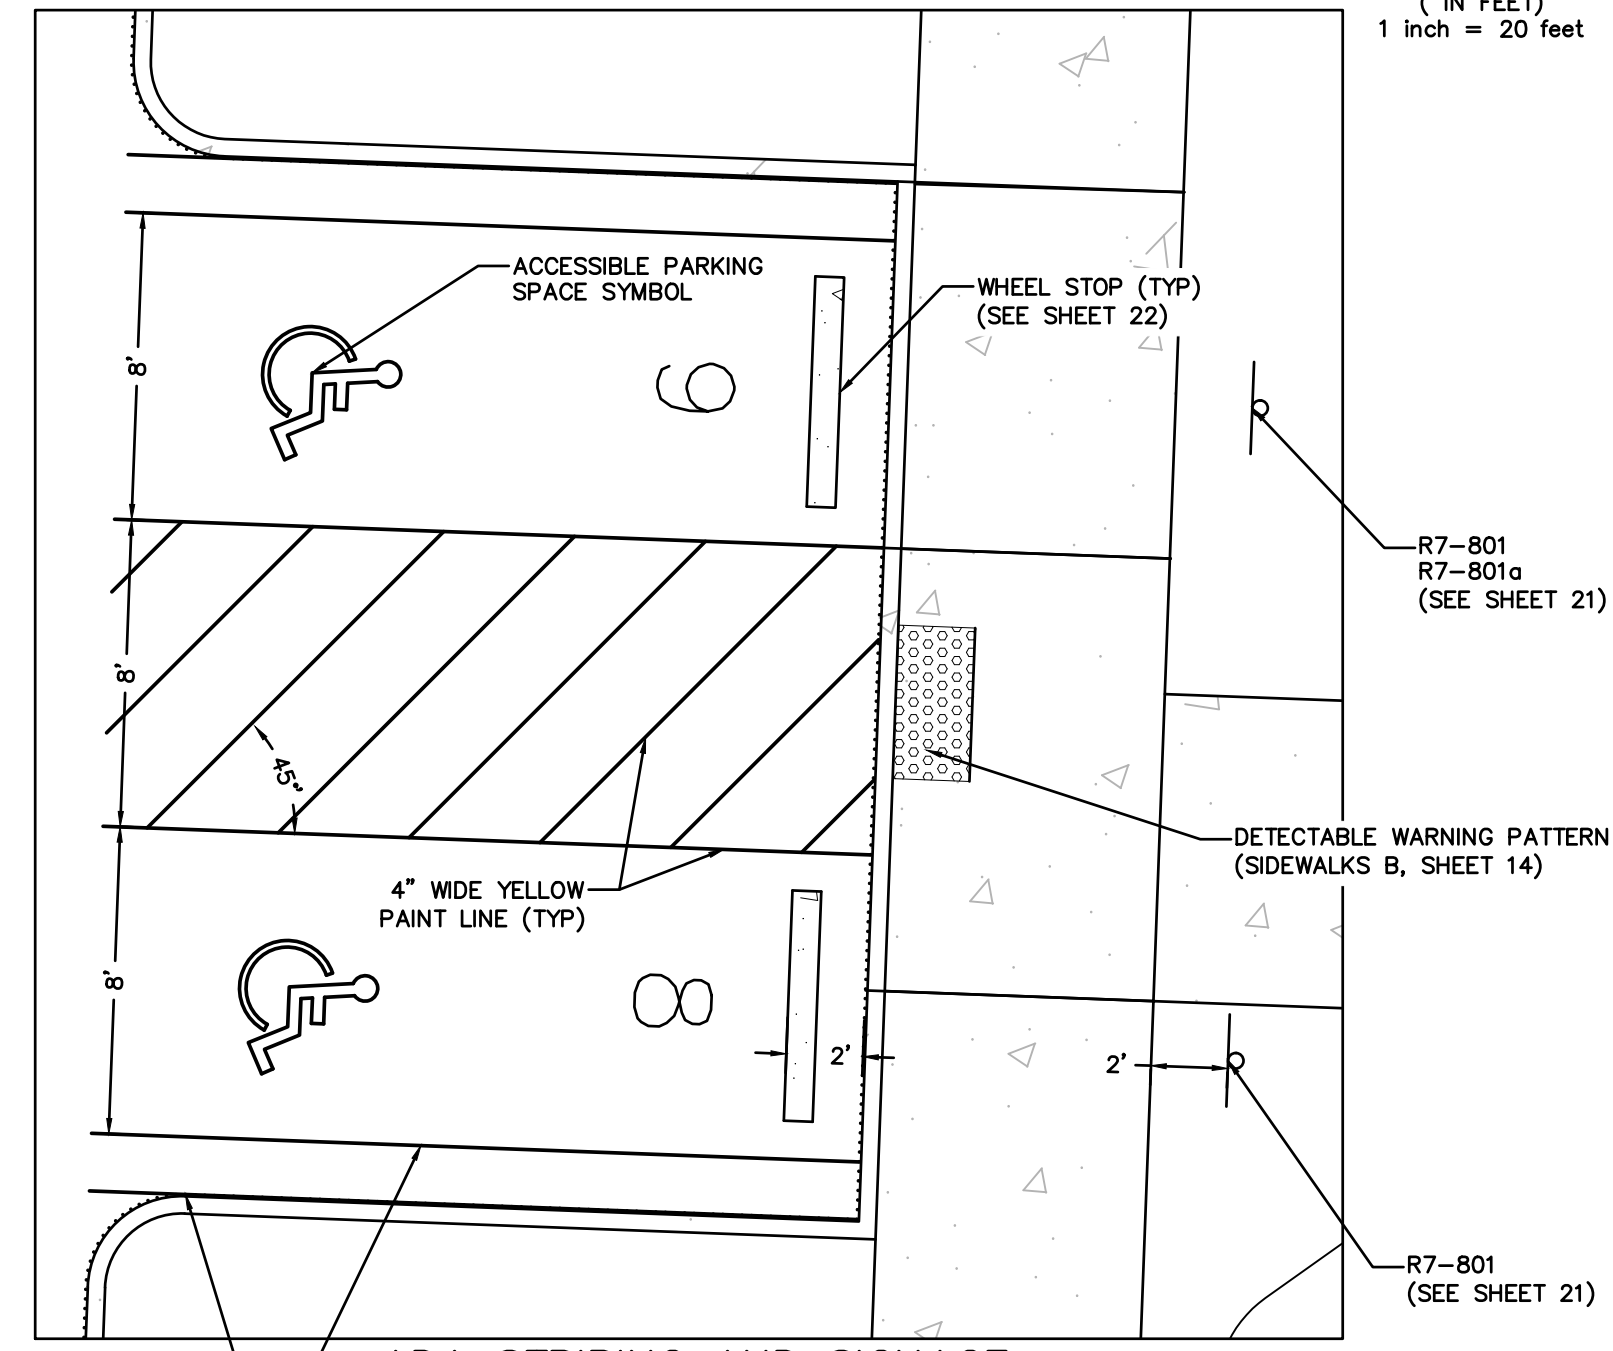 ( IN FEET)
1 inch = 20 feet
ACCESSIBLE PARKING
SPACE SYMBOL
WHEEL STOP (TYP)
(SEE SHEET 22)
8'
R7-801
R7-801a
(SEE SHEET 21)
8'
45°
DETECTABLE WARNING PATTERN
(SIDEWALKS B, SHEET 14)
4" WIDE YELLOW
PAINT LINE (TYP)
8'
2'
2'
R7-801
(SEE SHEET 21)